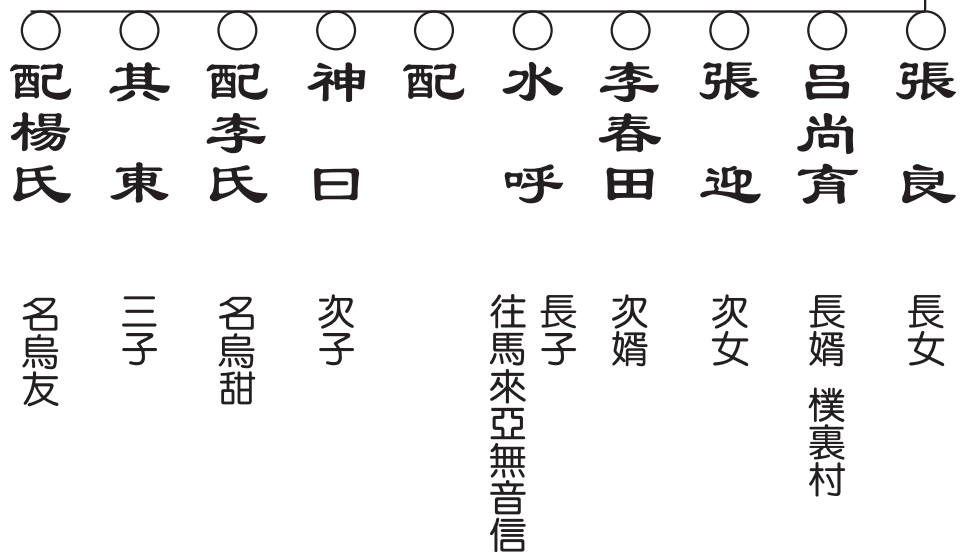 張良
長女
呂尚育
長婿 樸裏村
張迎
次女
李春田
次婿
水呼
長子
往馬來亞無音信
配
神曰
次子
配李氏
名烏甜
其東
三子
配楊氏
名烏友